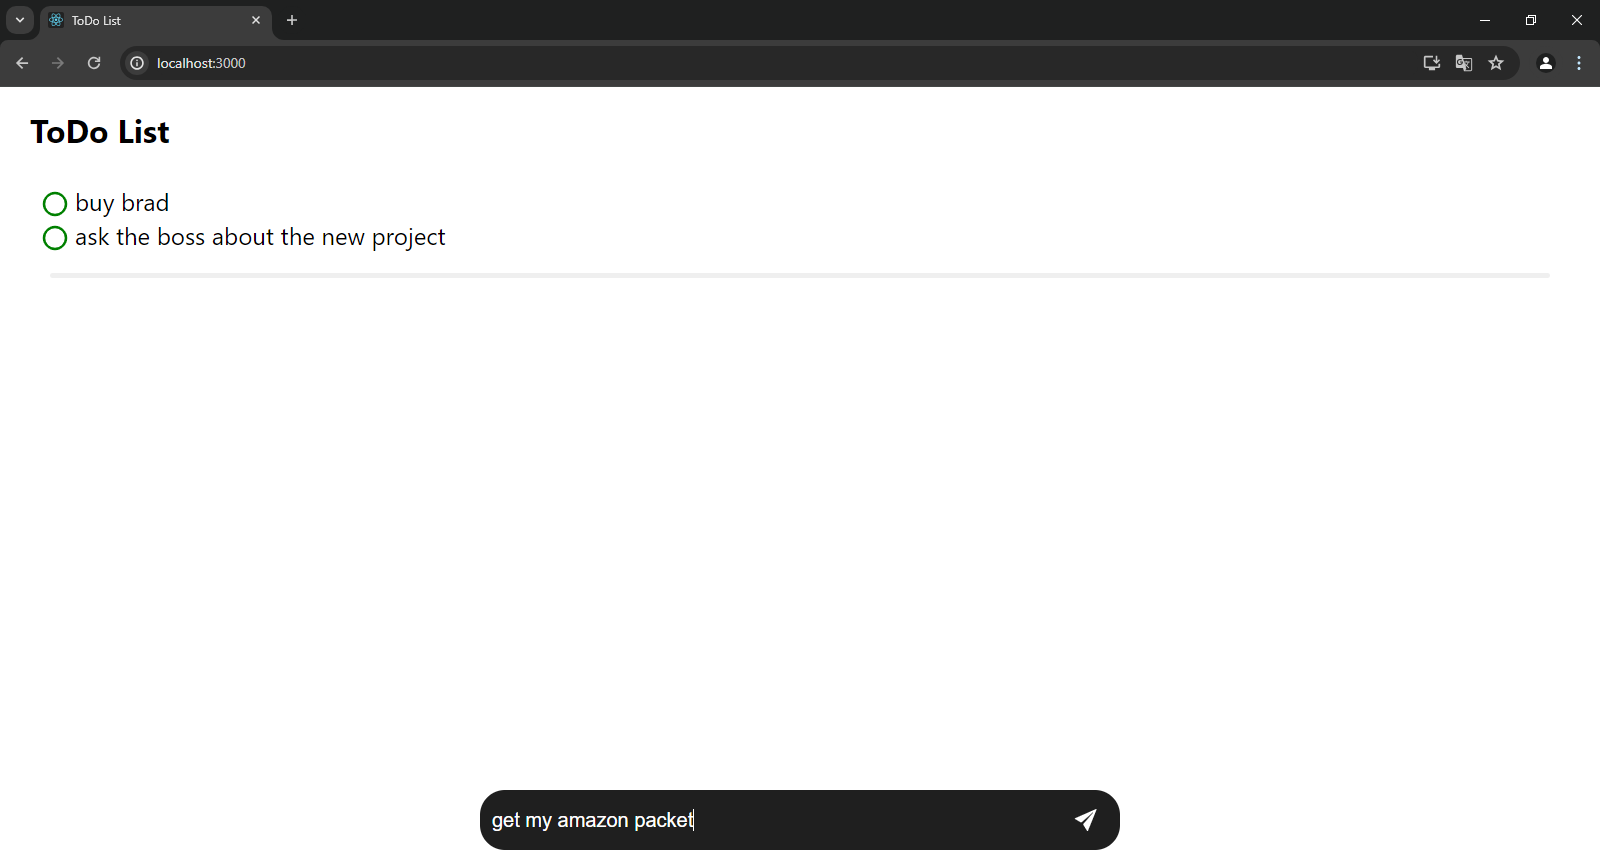 ToDo List
localhost:3000
ToDo List
buy brad
ask the boss about the new project
get my amazon packet